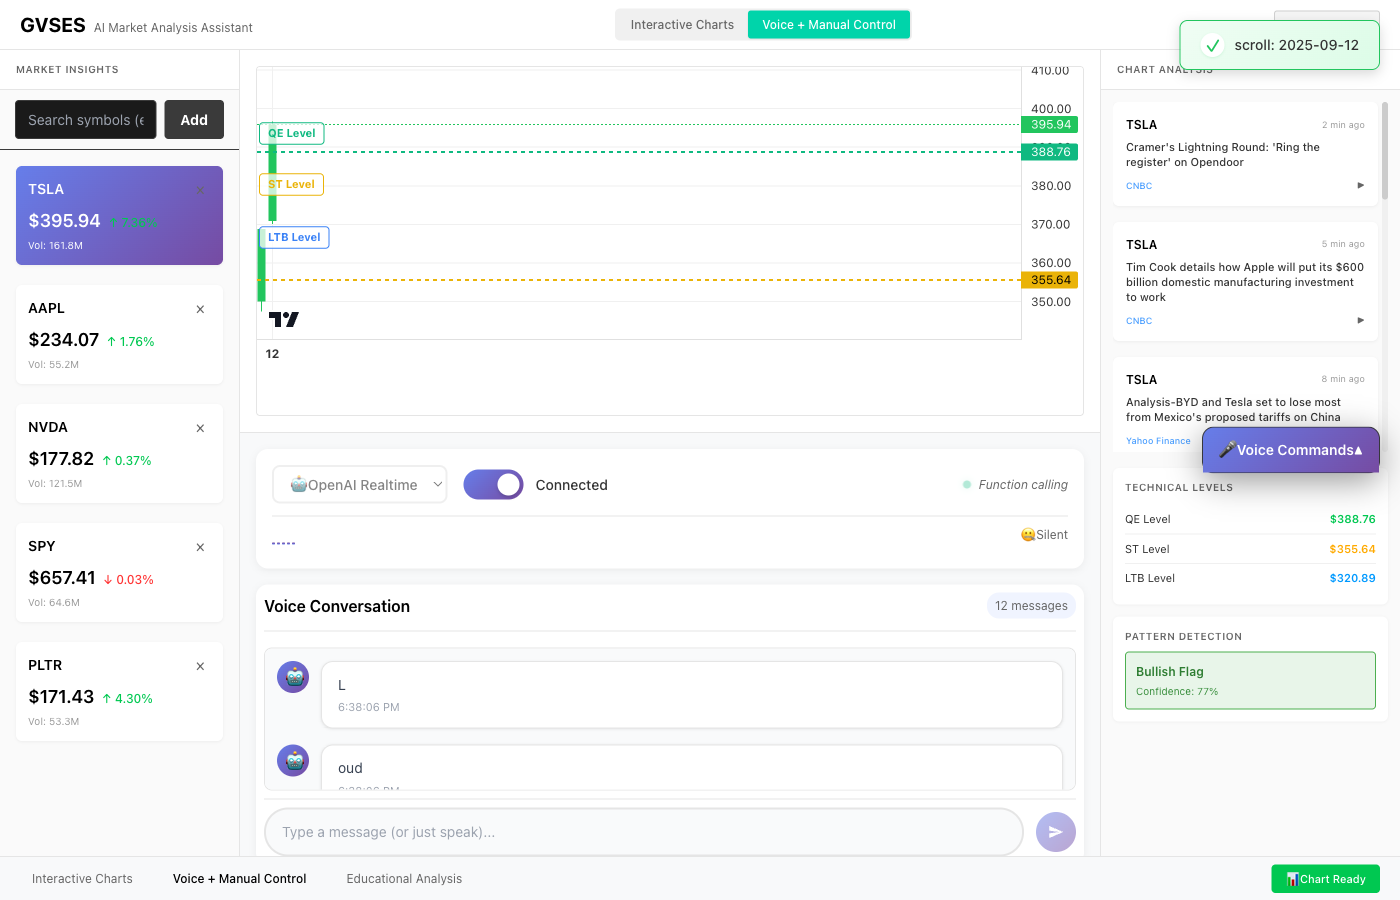 GVSES AI Market Analysis Assistant
Interactive Charts
Voice + Manual Control
scroll: 2025-09-12
MARKET INSIGHTS
Search symbols (e
Add
TSLA
$395.94 ↑ 7.36%
Vol: 161.8M
AAPL ×
$234.07 ↑ 1.76%
Vol: 55.2M
NVDA ×
$177.82 ↑ 0.37%
Vol: 121.5M
SPY ×
$657.41 ↓ 0.03%
Vol: 64.6M
PLTR ×
$171.43 ↑ 4.30%
Vol: 53.3M
QE Level
ST Level
LTB Level
410.00
400.00
395.94
388.76
380.00
370.00
360.00
355.64
350.00
12
🤖OpenAI Realtime
Connected
Function calling
🤐Silent
Voice Conversation
12 messages
L
6:38:06 PM
oud
6:38:06 PM
Type a message (or just speak)...
CHART ANALYSIS
TSLA 2 min ago
Cramer's Lightning Round: 'Ring the
register' on Opendoor
CNBC ▶
TSLA 5 min ago
Tim Cook details how Apple will put its $600
billion domestic manufacturing investment
to work
CNBC ▶
TSLA 8 min ago
Analysis-BYD and Tesla set to lose most
from Mexico's proposed tariffs on China
Yahoo Finance
🎤Voice Commands▲
TECHNICAL LEVELS
QE Level $388.76
ST Level $355.64
LTB Level $320.89
PATTERN DETECTION
Bullish Flag
Confidence: 77%
Interactive Charts
Voice + Manual Control
Educational Analysis
📊Chart Ready